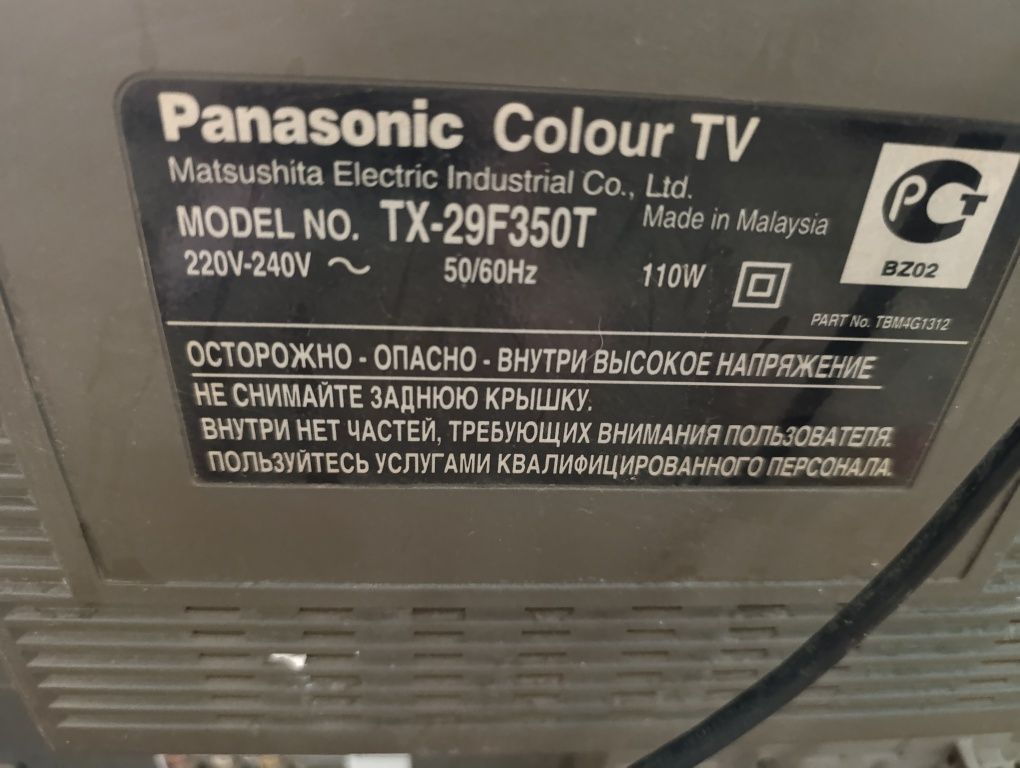 Panasonic Colour TV
Matsushita Electric Industrial Co., Ltd.
MODEL NO. TX-29F350T Made in Malaysia
220V-240V ~ 50/60Hz 110W
РСТ
BZ02
PART No. TBM4G1312
ОСТОРОЖНО - ОПАСНО - ВНУТРИ ВЫСОКОЕ НАПРЯЖЕНИЕ
НЕ СНИМАЙТЕ ЗАДНЮЮ КРЫШКУ.
ВНУТРИ НЕТ ЧАСТЕЙ, ТРЕБУЮЩИХ ВНИМАНИЯ ПОЛЬЗОВАТЕЛЯ.
ПОЛЬЗУЙТЕСЬ УСЛУГАМИ КВАЛИФИЦИРОВАННОГО ПЕРСОНАЛА.